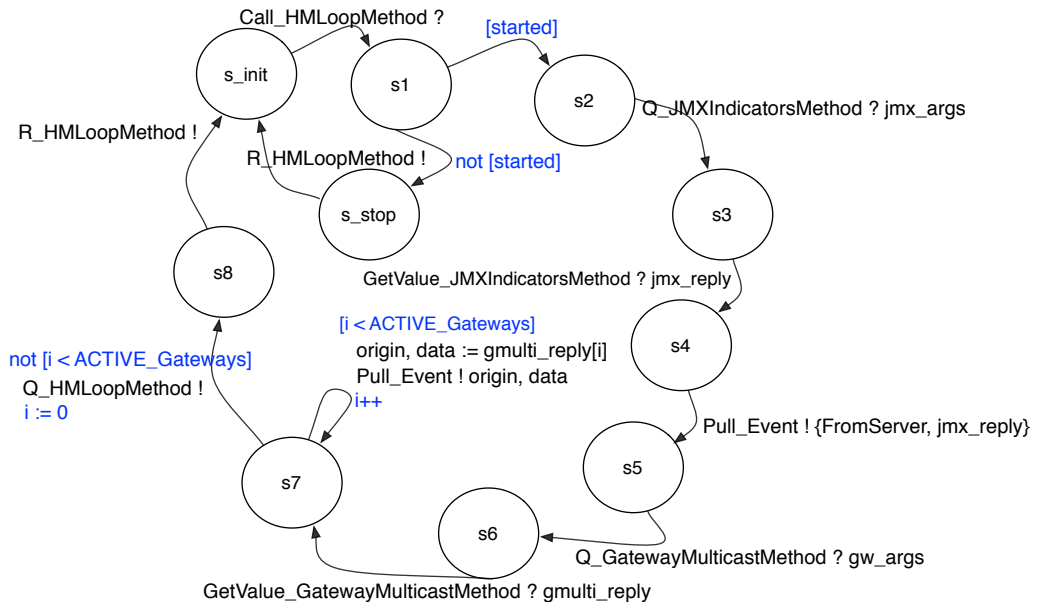 Call_HMLoopMethod ?
[started]
s_init
s1
s2
Q_JMXIndicatorsMethod ? jmx_args
R_HMLoopMethod !
R_HMLoopMethod !
not [started]
s_stop
s3
s8
GetValue_JMXIndicatorsMethod ? jmx_reply
[i < ACTIVE_Gateways]
origin, data := gmulti_reply[i]
Pull_Event ! origin, data
i++
s4
not [i < ACTIVE_Gateways]
Q_HMLoopMethod !
i := 0
Pull_Event ! {FromServer, jmx_reply}
s5
s7
s6
Q_GatewayMulticastMethod ? gw_args
GetValue_GatewayMulticastMethod ? gmulti_reply